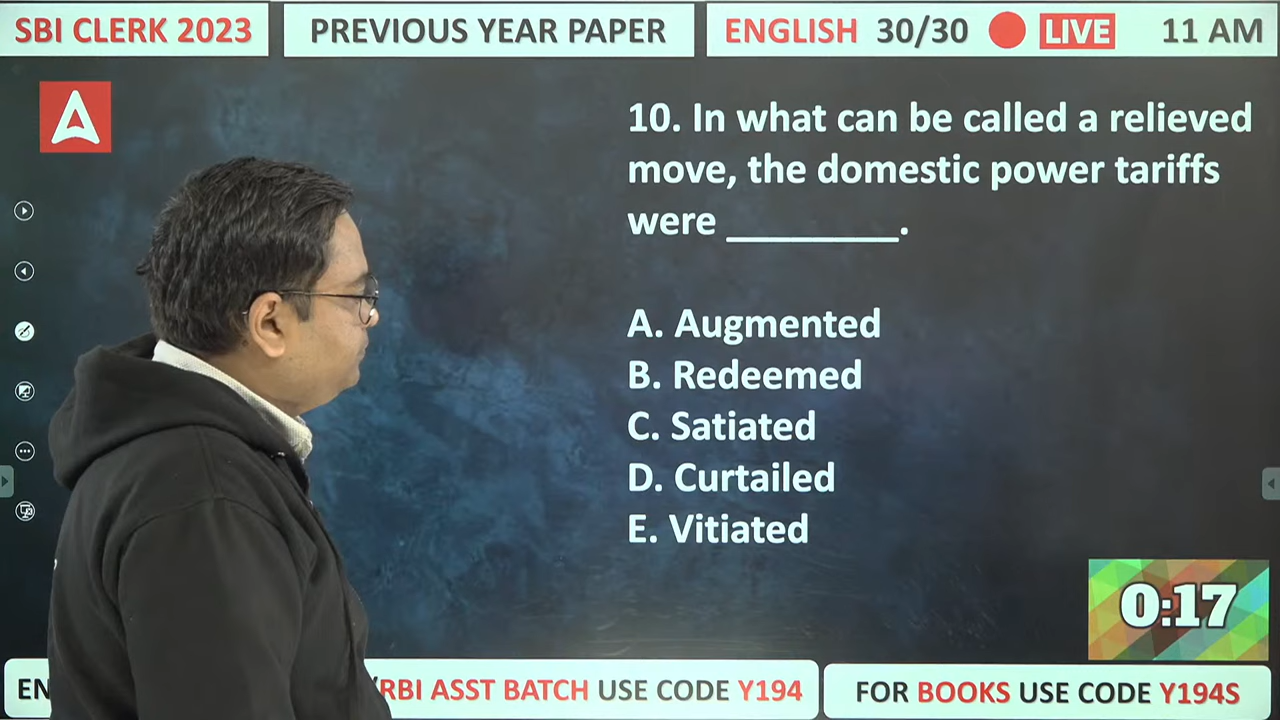 SBI CLERK 2023
PREVIOUS YEAR PAPER
ENGLISH 30/30 LIVE 11 AM
A
10. In what can be called a relieved
move, the domestic power tariffs
were ________.
A. Augmented
B. Redeemed
C. Satiated
D. Curtailed
E. Vitiated
0:17
RBI ASST BATCH USE CODE Y194
FOR BOOKS USE CODE Y194S